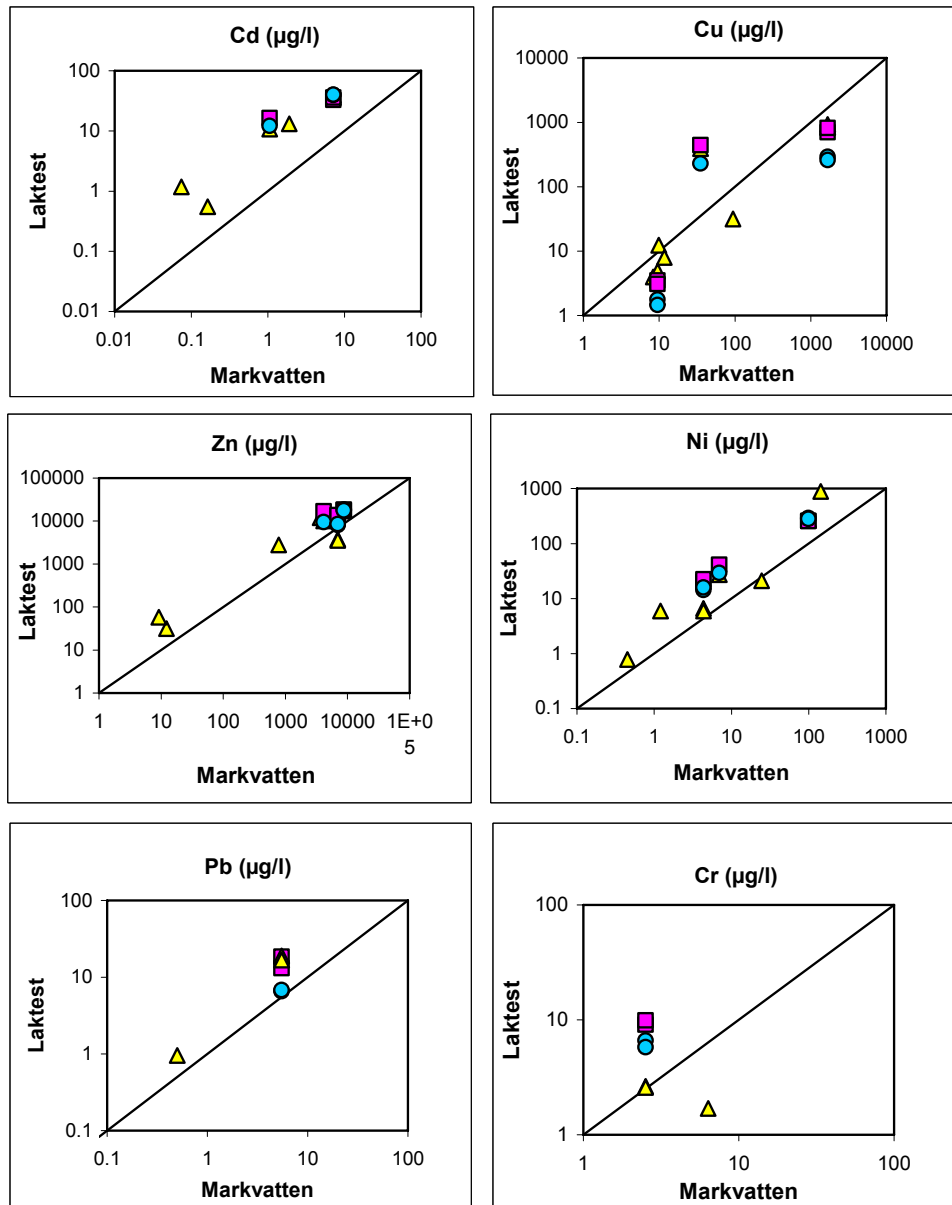 Cd (µg/l)
100
10
1
0.1
0.01
0.01 0.1 1 10 100
Laktest
Markvatten
Cu (µg/l)
10000
1000
100
10
1
1 10 100 1000 10000
Laktest
Markvatten
Zn (µg/l)
100000
10000
1000
100
10
1
1 10 100 1000 10000 1E+0
5
Laktest
Markvatten
Ni (µg/l)
1000
100
10
1
0.1
0.1 1 10 100 1000
Laktest
Markvatten
Pb (µg/l)
100
10
1
0.1
0.1 1 10 100
Laktest
Markvatten
Cr (µg/l)
100
10
1
1 10 100
Laktest
Markvatten